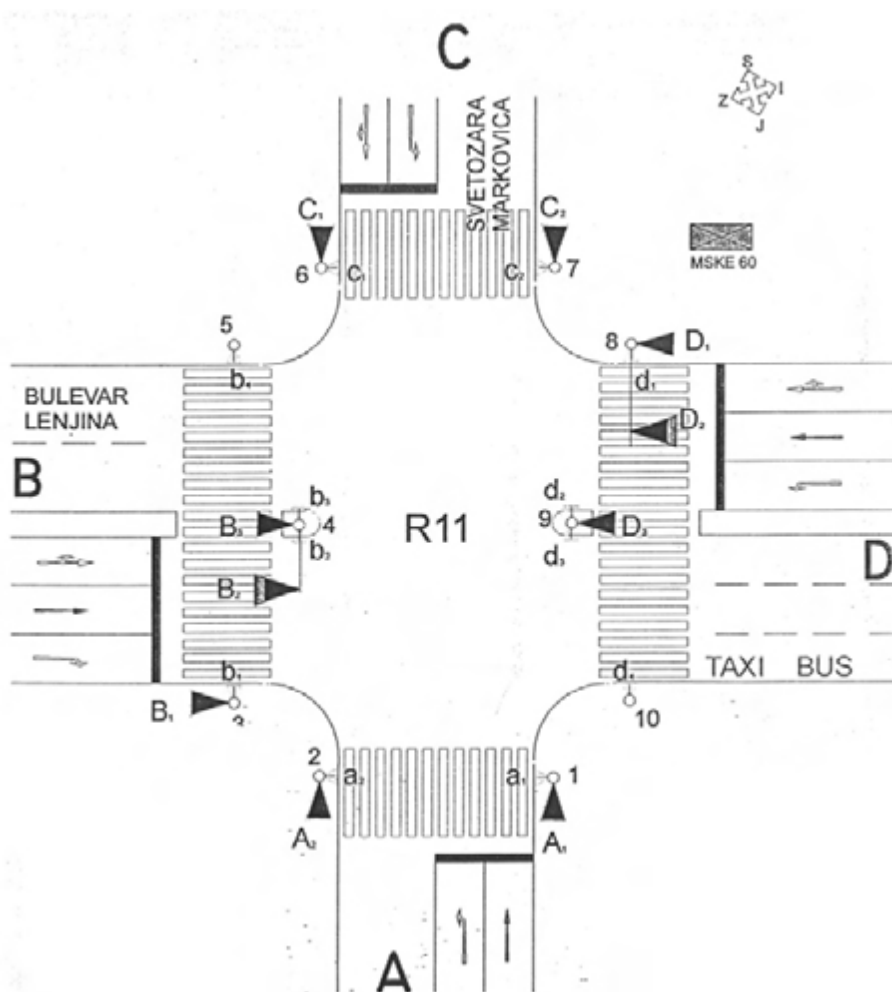 C
S
Z
I
J
SVETOZARA
MARKOVICA
C₁
C₂
MSKE 60
6
c₁
c₂
7
5
8
D₁
b₄
d₁
BULEVAR
LENJINA
D₂
B
b₃
d₂
B₃
4
R11
9
D₃
b₂
d₃
D
B₂
b₁
d₄
TAXI BUS
B₁
3
10
2
a₂
a₁
1
A₂
A₁
A